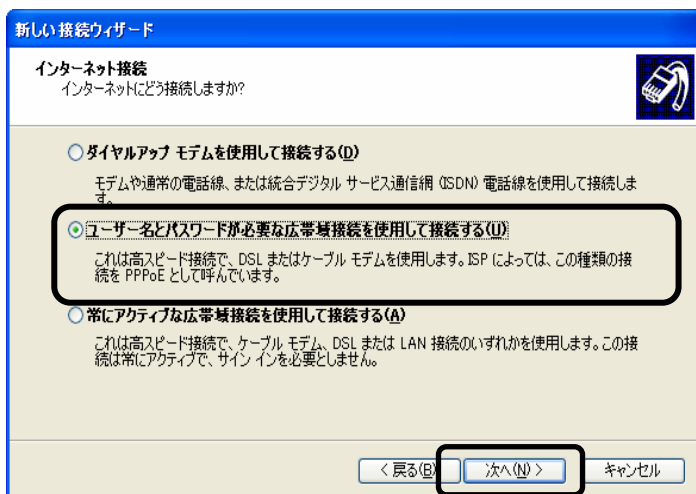 新しい接続ウィザード
インターネット接続
インターネットにどう接続しますか?
ダイヤルアップ モデムを使用して接続する(D)
モデムや通常の電話線、または統合デジタル サービス通信網 (ISDN) 電話線を使用して接続しま
す。
ユーザー名とパスワードが必要な広帯域接続を使用して接続する(U)
これは高スピード接続で、DSL またはケーブル モデムを使用します。ISP によっては、この種類の接
続を PPPoE として呼んでいます。
常にアクティブな広帯域接続を使用して接続する(A)
これは高スピード接続で、ケーブル モデム、DSL または LAN 接続のいずれかを使用します。この接
続は常にアクティブで、サイン インを必要としません。
< 戻る(B) 次へ(N) > キャンセル